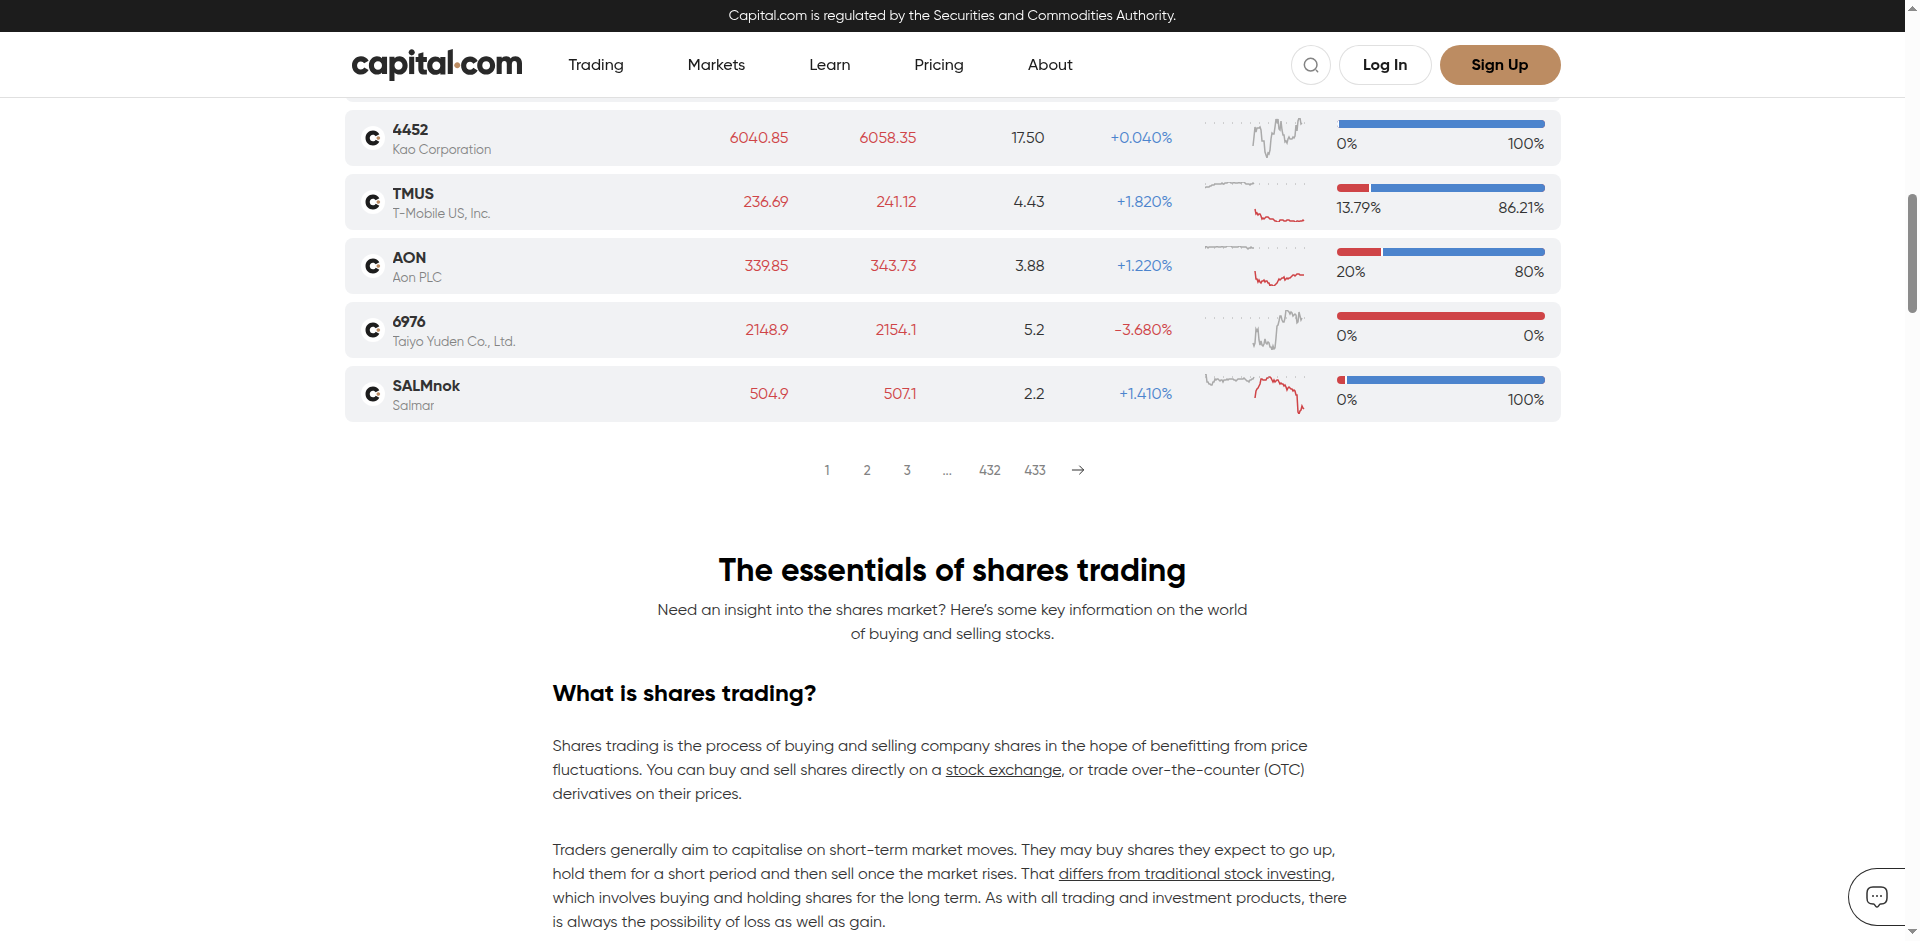 Capital.com is regulated by the Securities and Commodities Authority.
capital.com Trading Markets Learn Pricing About Log In Sign Up
4452
Kao Corporation
6040.85 6058.35 17.50 +0.040%
0% 100%
TMUS
T-Mobile US, Inc.
236.69 241.12 4.43 +1.820%
13.79% 86.21%
AON
Aon PLC
339.85 343.73 3.88 +1.220%
20% 80%
6976
Taiyo Yuden Co., Ltd.
2148.9 2154.1 5.2 -3.680%
0% 0%
SALMnok
Salmar
504.9 507.1 2.2 +1.410%
0% 100%
1 2 3 ... 432 433
The essentials of shares trading
Need an insight into the shares market? Here’s some key information on the world
of buying and selling stocks.
What is shares trading?
Shares trading is the process of buying and selling company shares in the hope of benefitting from price
fluctuations. You can buy and sell shares directly on a stock exchange, or trade over-the-counter (OTC)
derivatives on their prices.
Traders generally aim to capitalise on short-term market moves. They may buy shares they expect to go up,
hold them for a short period and then sell once the market rises. That differs from traditional stock investing,
which involves buying and holding shares for the long term. As with all trading and investment products, there
is always the possibility of loss as well as gain.